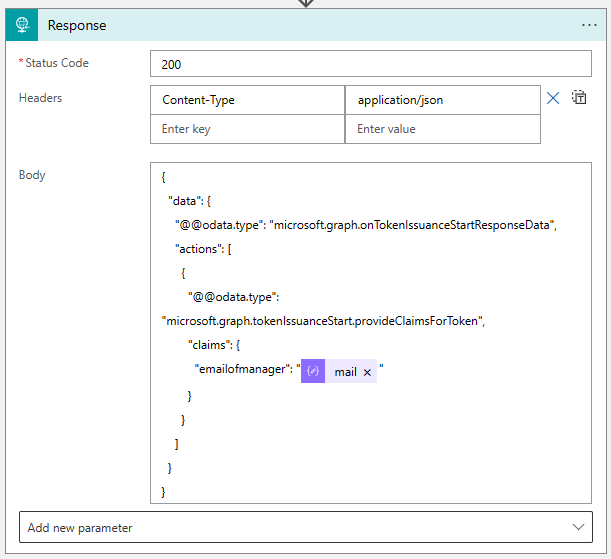 Response
*Status Code
200
Headers
Content-Type
application/json
Enter key
Enter value
Body
{
"data": {
"@@odata.type": "microsoft.graph.onTokenIssuanceStartResponseData",
"actions": [
{
"@@odata.type":
"microsoft.graph.tokenIssuanceStart.provideClaimsForToken",
"claims": {
"emailofmanager": " mail × "
}
}
]
}
}
Add new parameter